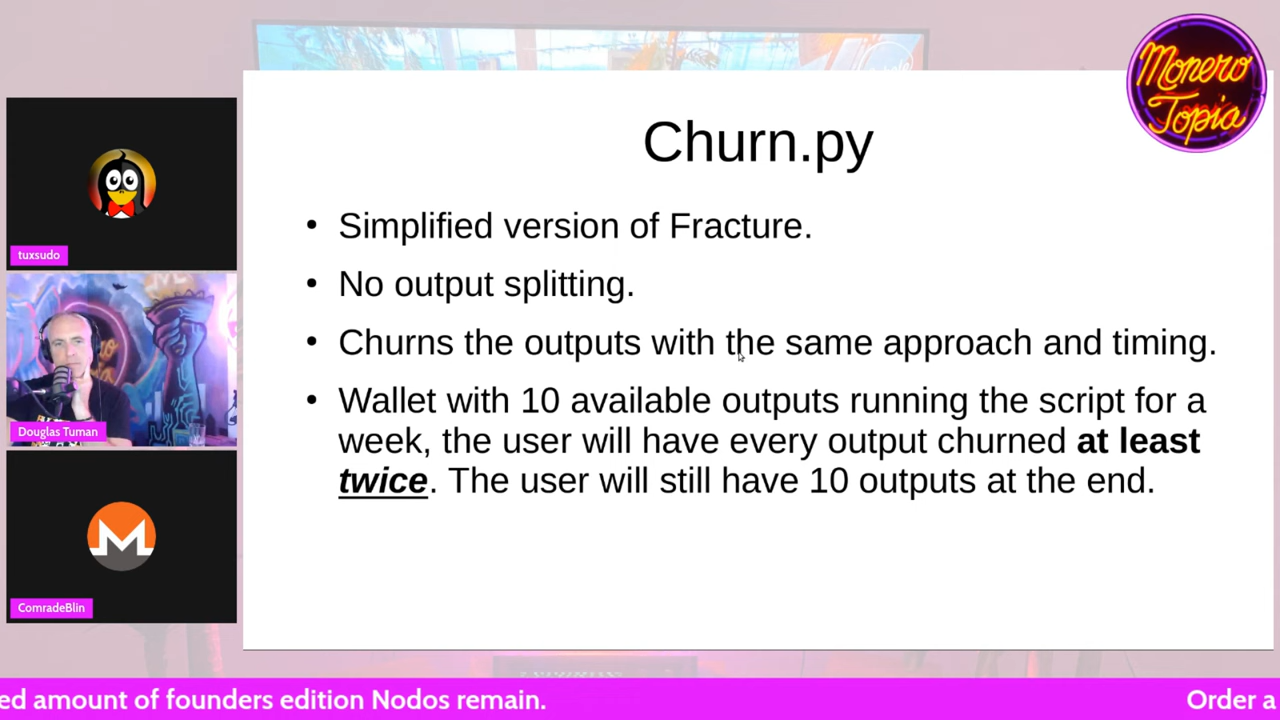 Monero
Topia
Churn.py
• Simplified version of Fracture.
• No output splitting.
• Churns the outputs with the same approach and timing.
• Wallet with 10 available outputs running the script for a
week, the user will have every output churned at least
twice. The user will still have 10 outputs at the end.
tuxsudo
Douglas Tuman
ComradeBlin
ed amount of founders edition Nodos remain.
Order a